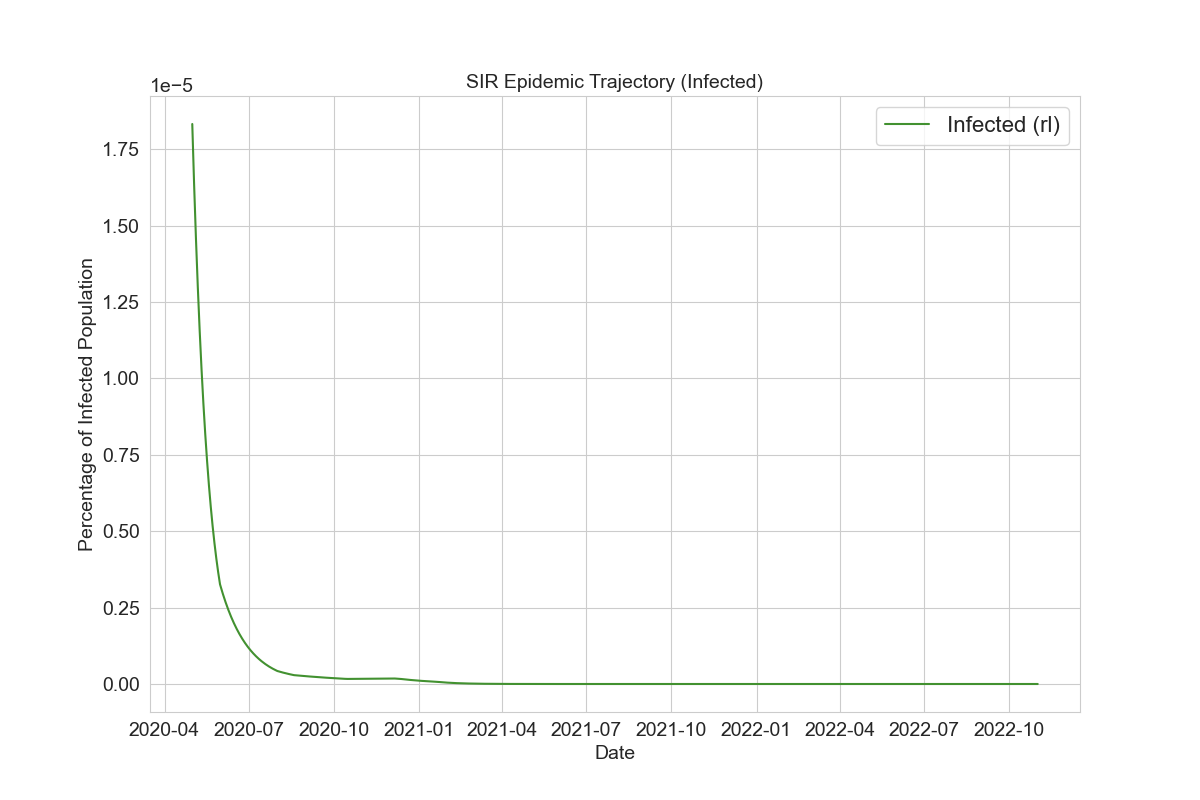 SIR Epidemic Trajectory (Infected)
1e−5
Infected (rl)
1.75
1.50
1.25
1.00
0.75
0.50
0.25
0.00
Percentage of Infected Population
2020-04 2020-07 2020-10 2021-01 2021-04 2021-07 2021-10 2022-01 2022-04 2022-07 2022-10
Date